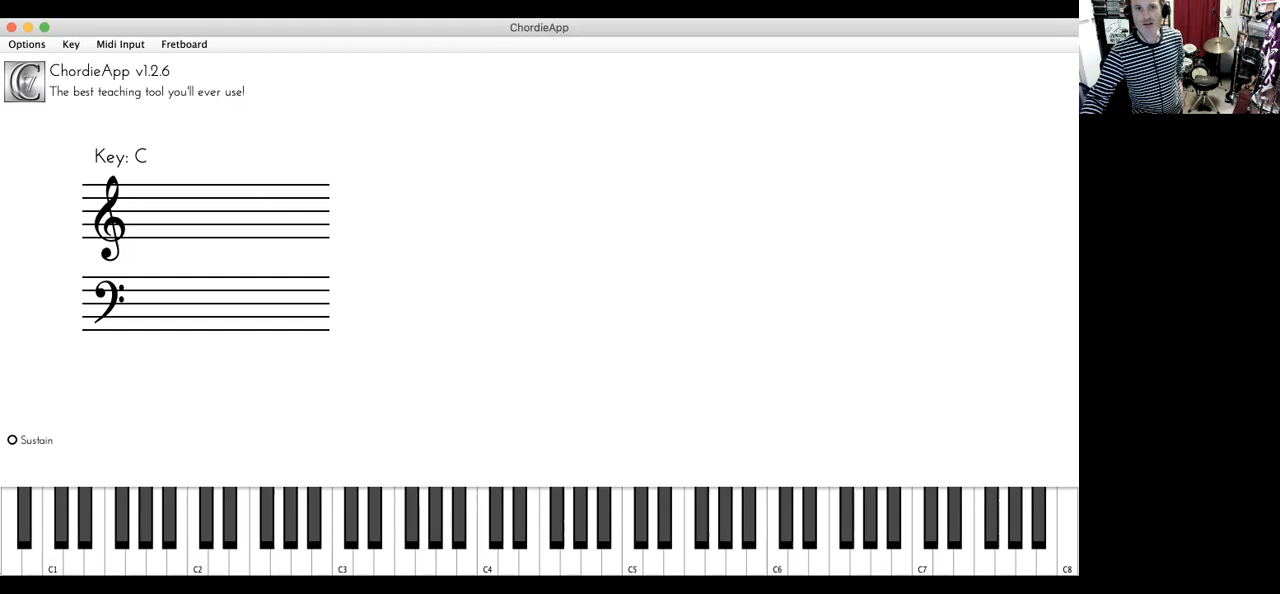 ChordieApp
Options Key Midi Input Fretboard
ChordieApp v1.2.6
The best teaching tool you'll ever use!
Key: C
Sustain
C1 C2 C3 C4 C5 C6 C7 C8